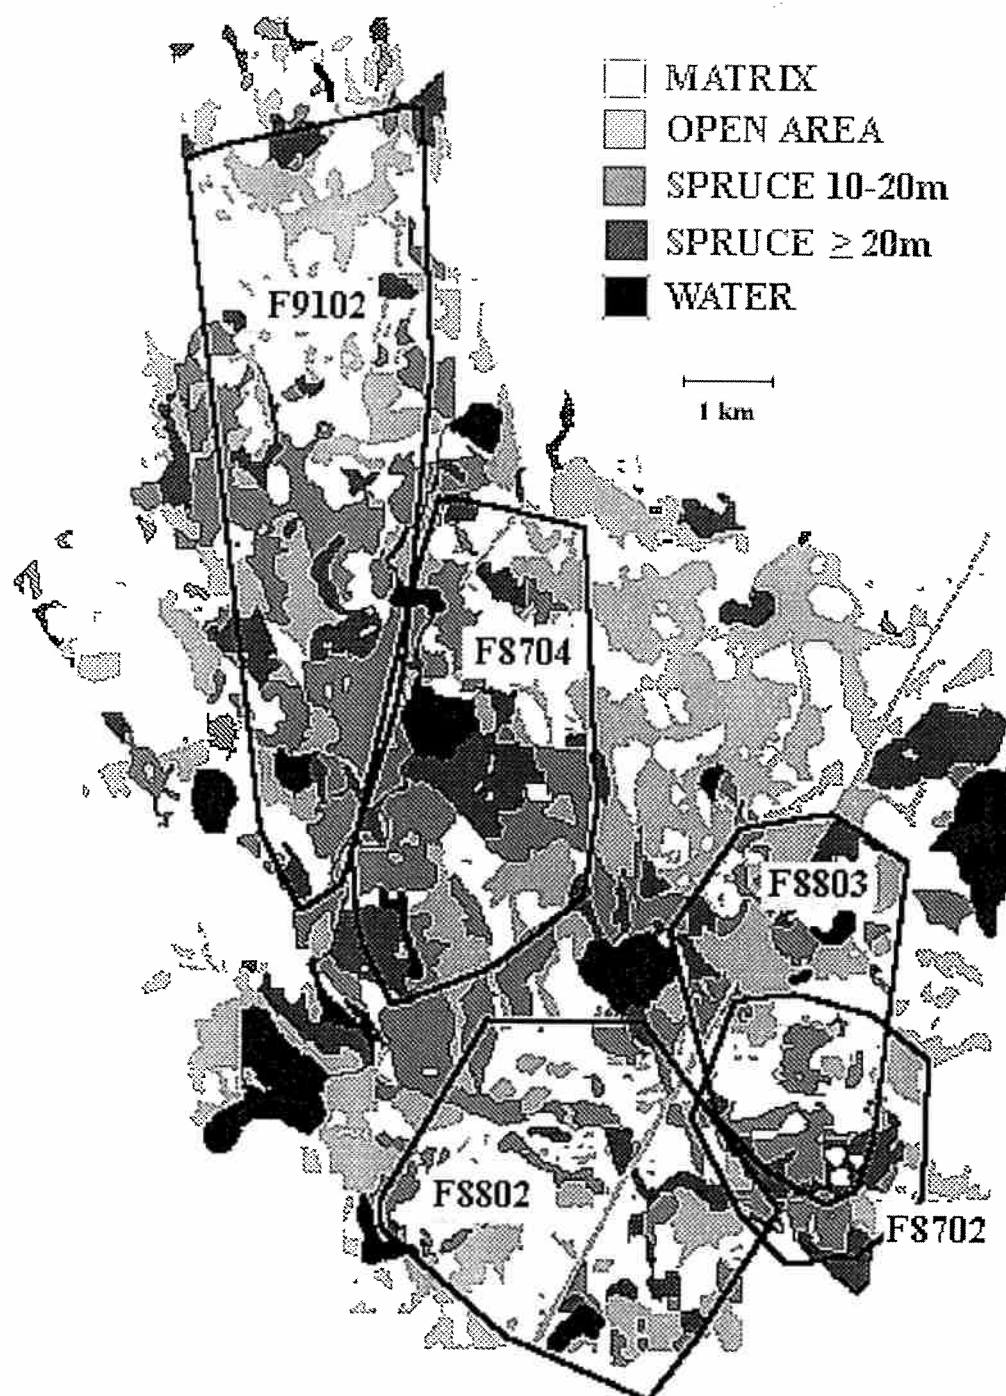 MATRIX
OPEN AREA
SPRUCE 10-20m
SPRUCE ≥ 20m
WATER
F9102
1 km
F8704
F8803
F8802
F8702